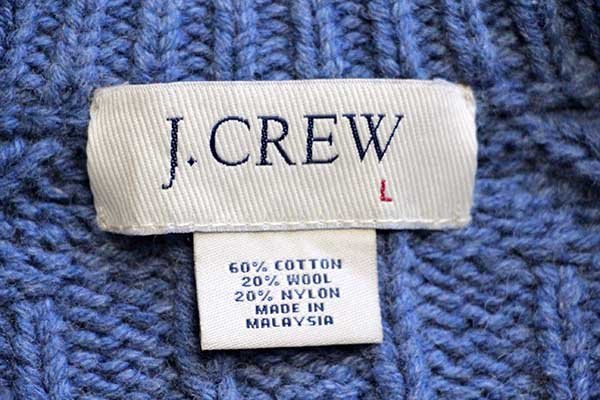 J.CREW
L
60% COTTON
20% WOOL
20% NYLON
MADE IN
MALAYSIA